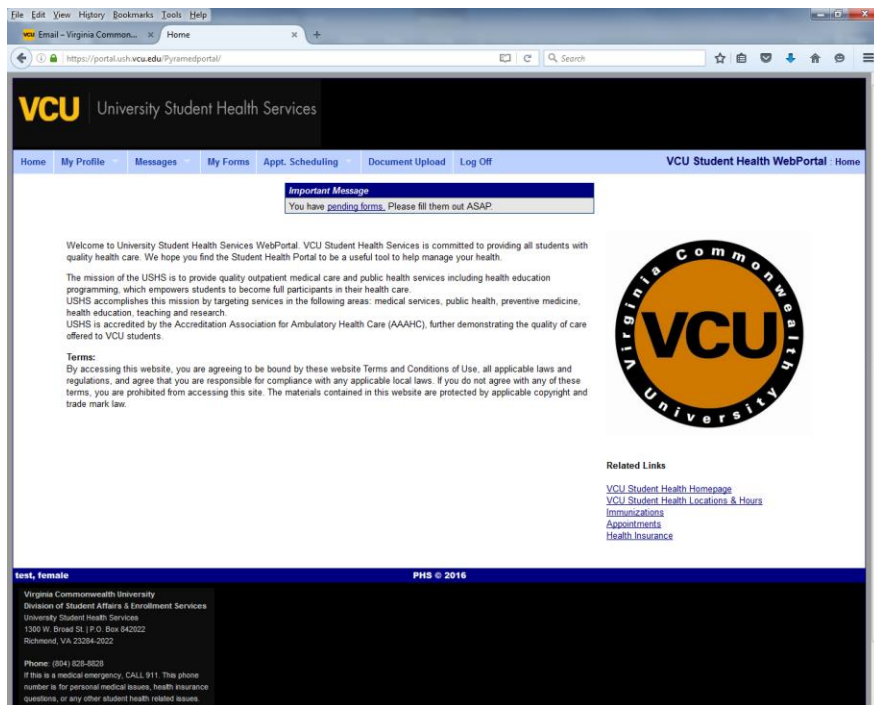 File Edit View History Bookmarks Tools Help
VCU Email – Virginia Common... × Home × +
https://portal.ush.vcu.edu/Pyramedportal/ Search
VCU University Student Health Services
Home My Profile Messages My Forms Appt. Scheduling Document Upload Log Off VCU Student Health WebPortal : Home
Important Message
You have pending forms. Please fill them out ASAP.
Welcome to University Student Health Services WebPortal. VCU Student Health Services is committed to providing all students with
quality health care. We hope you find the Student Health Portal to be a useful tool to help manage your health.
The mission of the USHS is to provide quality outpatient medical care and public health services including health education
programming, which empowers students to become full participants in their health care.
USHS accomplishes this mission by targeting services in the following areas: medical services, public health, preventive medicine,
health education, teaching and research.
USHS is accredited by the Accreditation Association for Ambulatory Health Care (AAAHC), further demonstrating the quality of care
offered to VCU students.
Terms:
By accessing this website, you are agreeing to be bound by these website Terms and Conditions of Use, all applicable laws and
regulations, and agree that you are responsible for compliance with any applicable local laws. If you do not agree with any of these
terms, you are prohibited from accessing this site. The materials contained in this website are protected by applicable copyright and
trade mark law.
Virginia Commonwealth University
VCU
Related Links
VCU Student Health Homepage
VCU Student Health Locations & Hours
Immunizations
Appointments
Health Insurance
test, female PHS © 2016
Virginia Commonwealth University
Division of Student Affairs & Enrollment Services
University Student Health Services
1300 W. Broad St. | P.O. Box 842022
Richmond, VA 23284-2022
Phone: (804) 828-8828
If this is a medical emergency, CALL 911. This phone
number is for personal medical issues, health insurance
questions, or any other student health related issues.